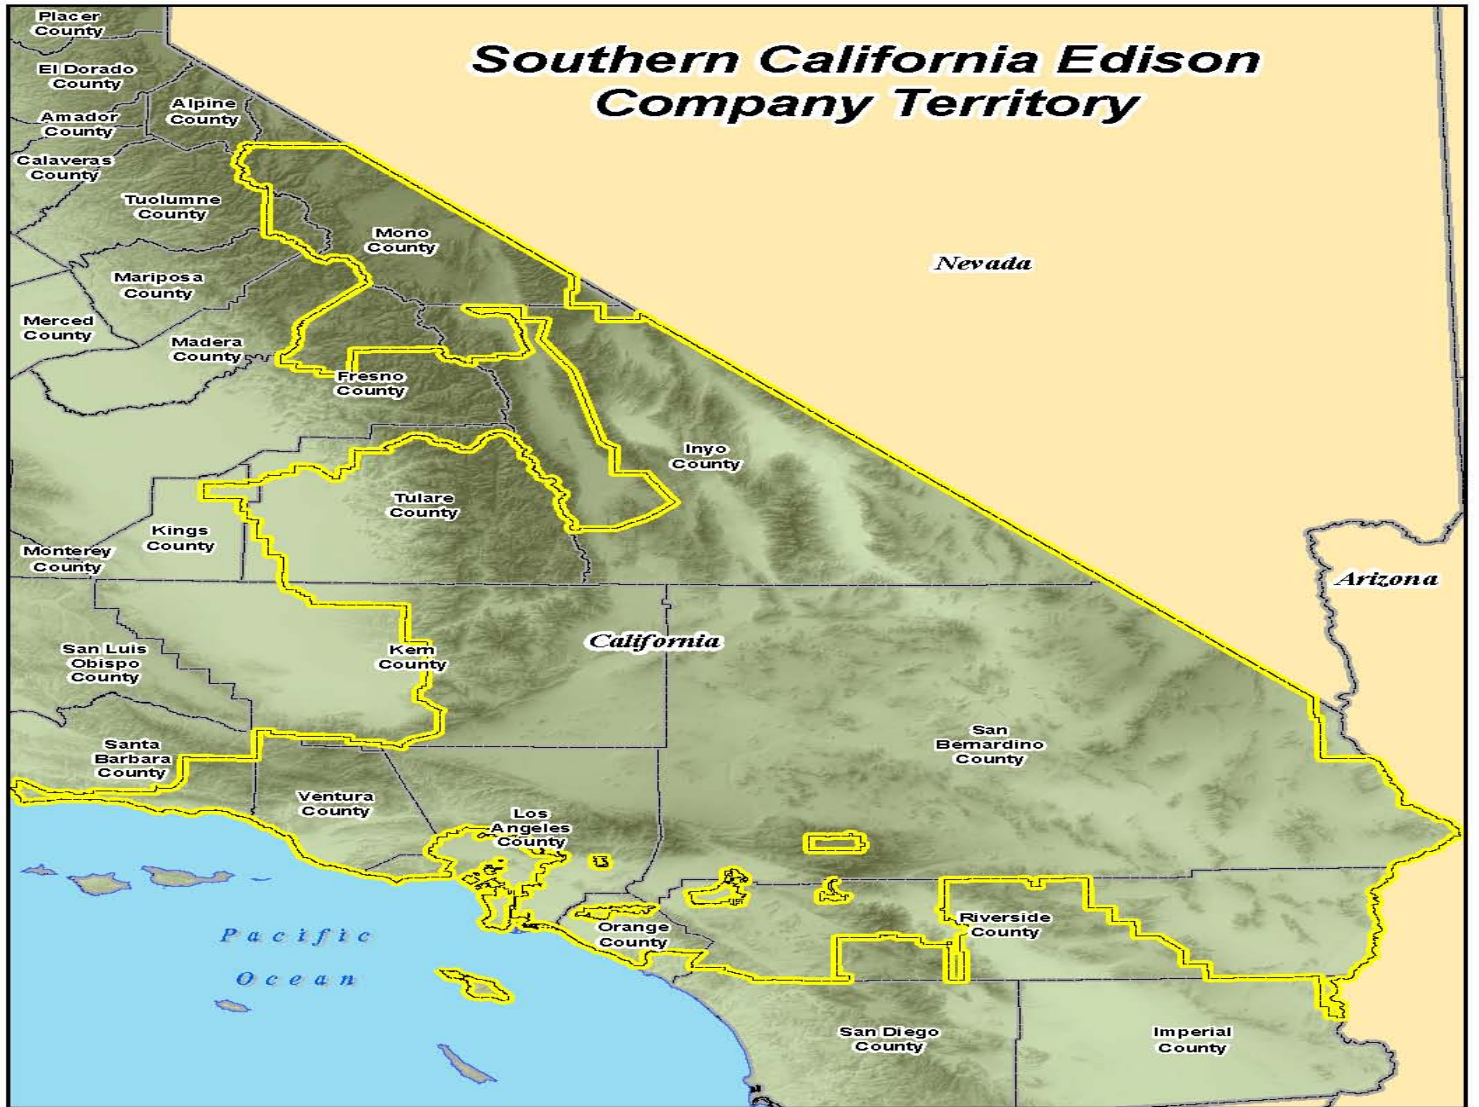 Southern California Edison
Company Territory
Placer
County
El Dorado
County
Alpine
County
Amador
County
Calaveras
County
Tuolumne
County
Mono
County
Nevada
Mariposa
County
Merced
County
Madera
County
Fresno
County
Inyo
County
Tulare
County
Kings
County
Monterey
County
Arizona
California
San Luis
Obispo
County
Kern
County
San
Bernardino
County
Santa
Barbara
County
Ventura
County
Los
Angeles
County
Orange
County
Riverside
County
Pacific
Ocean
San Diego
County
Imperial
County